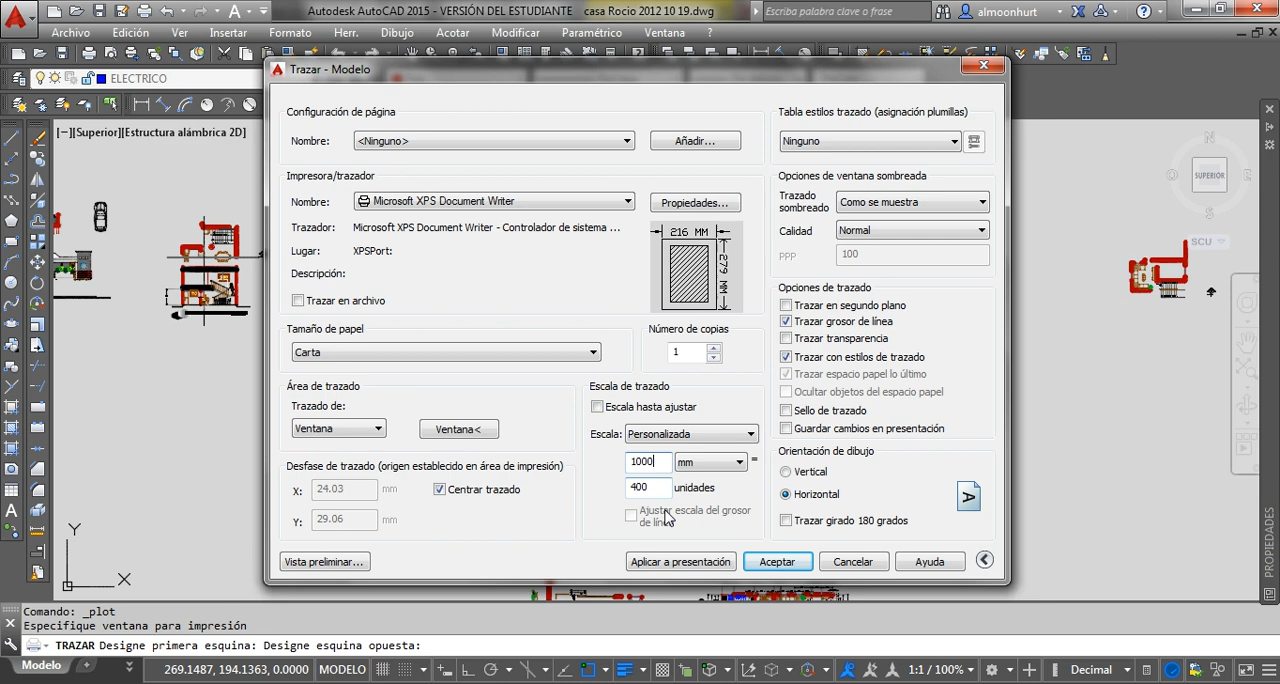 Autodesk AutoCAD 2015 - VERSIÓN DEL ESTUDIANTE casa Rocio 2012 10 19.dwg
Escriba palabra clave o frase
almoonhurt
Archivo Edición Ver Insertar Formato Herr. Dibujo Acotar Modificar Paramétrico Ventana ?
ELECTRICO
[−][Superior][Estructura alámbrica 2D]
Trazar - Modelo
Configuración de página
Nombre: <Ninguno> Añadir...
Impresora/trazador
Nombre: Microsoft XPS Document Writer Propiedades...
Trazador: Microsoft XPS Document Writer - Controlador de sistema ...
Lugar: XPSPort:
Descripción:
Trazar en archivo
216 MM
279 MM
Tamaño de papel
Carta
Número de copias
1
Área de trazado
Trazado de:
Ventana Ventana<
Desfase de trazado (origen establecido en área de impresión)
X: 24.03 mm Centrar trazado
Y: 29.06 mm
Escala de trazado
Escala hasta ajustar
Escala: Personalizada
1000 mm =
400 unidades
Ajustar escala del grosor
de línea
Tabla estilos trazado (asignación plumillas)
Ninguno
Opciones de ventana sombreada
Trazado
sombreado Como se muestra
Calidad Normal
PPP 100
Opciones de trazado
Trazar en segundo plano
Trazar grosor de línea
Trazar transparencia
Trazar con estilos de trazado
Trazar espacio papel lo último
Ocultar objetos del espacio papel
Sello de trazado
Guardar cambios en presentación
Orientación de dibujo
Vertical
Horizontal
A
Trazar girado 180 grados
Vista preliminar... Aplicar a presentación Aceptar Cancelar Ayuda
N
O SUPERIOR E
S
SCU
PROPIEDADES
Y
X
Comando: _plot
Especifique ventana para impresión
TRAZAR Designe primera esquina: Designe esquina opuesta:
Modelo 269.1487, 194.1363, 0.0000 MODELO 1:1 / 100% Decimal